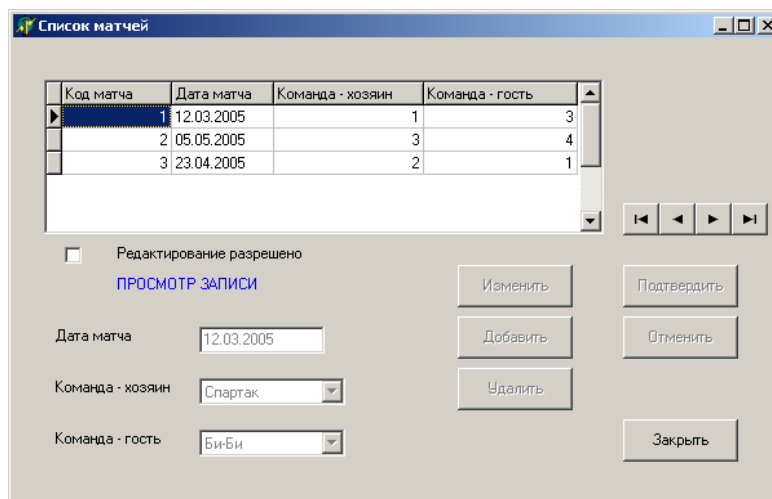 Список матчей
Код матча Дата матча Команда - хозяин Команда - гость
1 12.03.2005 1 3
2 05.05.2005 3 4
3 23.04.2005 2 1
Редактирование разрешено
ПРОСМОТР ЗАПИСИ
Изменить Подтвердить
Дата матча 12.03.2005 Добавить Отменить
Команда - хозяин Спартак Удалить
Команда - гость Би-Би Закрыть